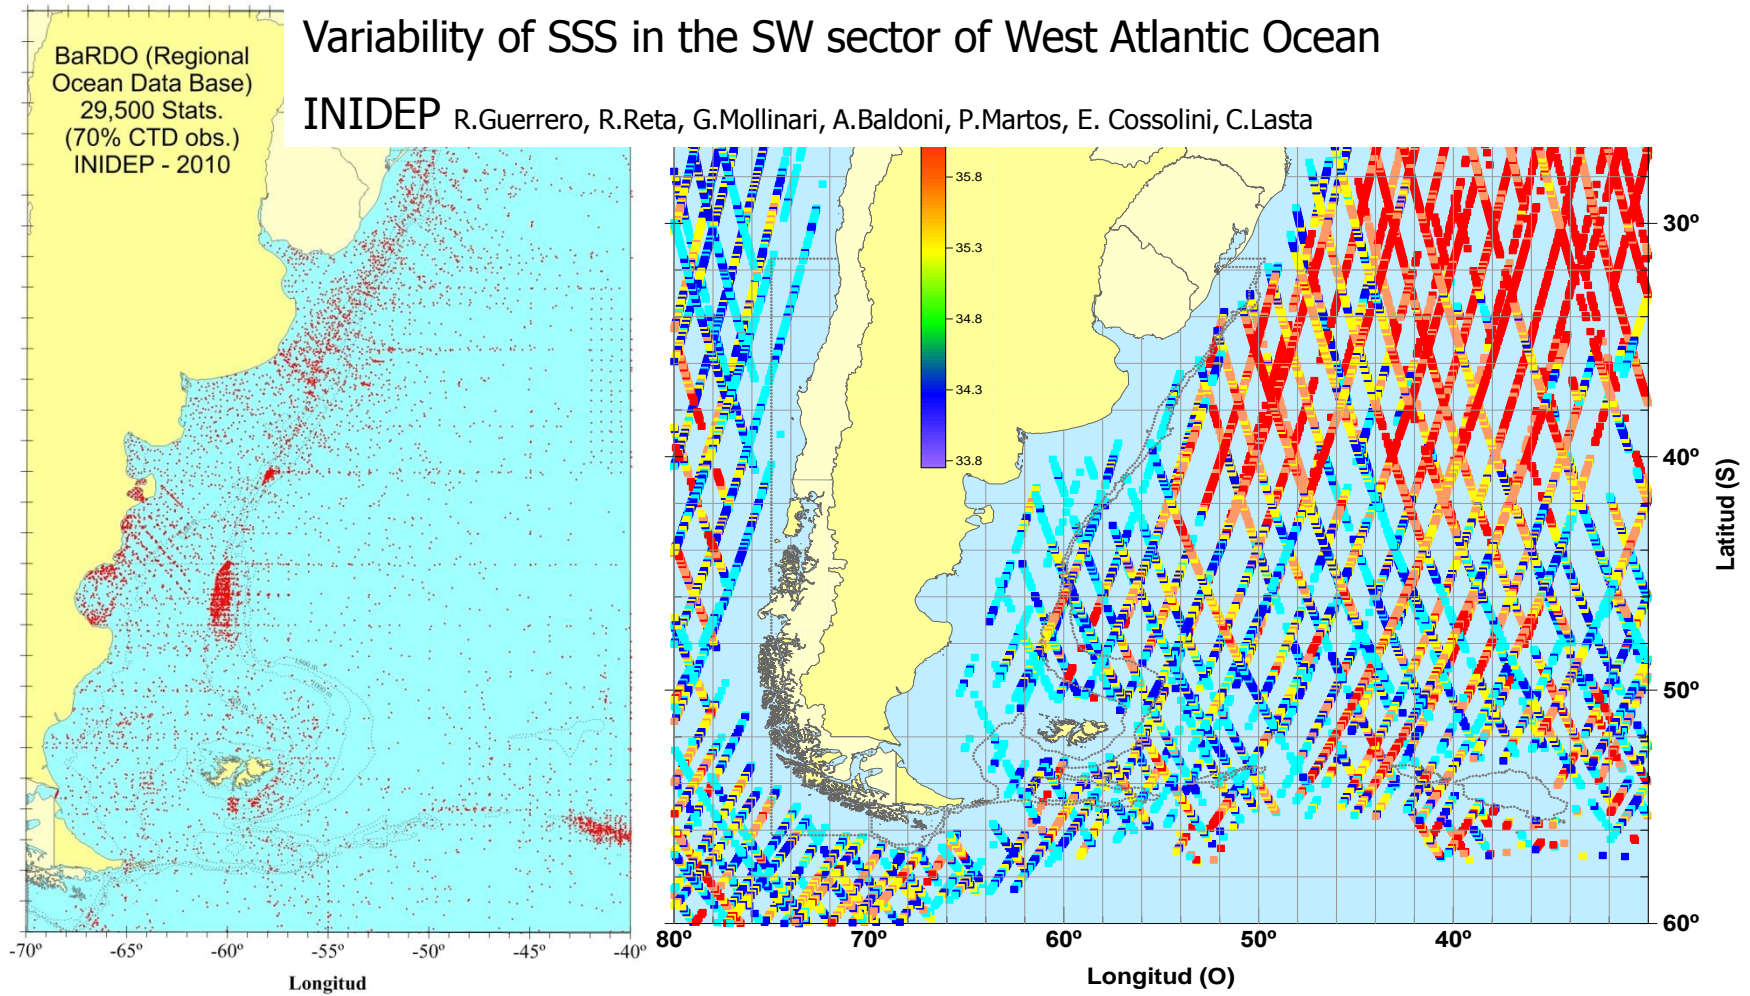 Variability of SSS in the SW sector of West Atlantic Ocean
INIDEP R.Guerrero, R.Reta, G.Mollinari, A.Baldoni, P.Martos, E. Cossolini, C.Lasta
BaRDO (Regional
Ocean Data Base)
29,500 Stats.
(70% CTD obs.)
INIDEP - 2010
-70º -65º -60º -55º -50º -45º -40º
Longitud
35.8
35.3
34.8
34.3
33.8
30º
40º
50º
60º
Latitud (S)
80º 70º 60º 50º 40º
Longitud (O)